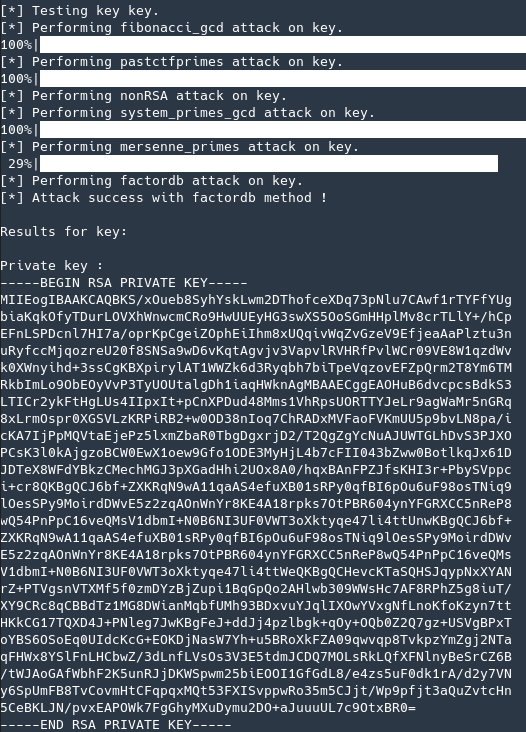 [*] Testing key key.
[*] Performing fibonacci_gcd attack on key.
100%|
[*] Performing pastctfprimes attack on key.
100%|
[*] Performing nonRSA attack on key.
[*] Performing system_primes_gcd attack on key.
100%|
[*] Performing mersenne_primes attack on key.
29%|
[*] Performing factordb attack on key.
[*] Attack success with factordb method !
Results for key:
Private key :
-----BEGIN RSA PRIVATE KEY-----
MIIEogIBAAKCAQBKS/xOueb8SyhYskLwm2DThofceXDq73pNlu7CAwf1rTYFfYUg
biaKqkOfyTDurLOVXhWnwcmCRo9HwUUEyHG3swXS5OoSGmHHplMv8crTLlY+/hCp
EFnLSPDcnl7HI7a/oprKpCgeiZOphEiIhm8xUQqivWqZvGzeV9EfjeaAaPlztu3n
uRyfccMjqozreU20f8SNSa9wD6vKqtAgvjv3VapvlRVHRfPvlWCr09VE8W1qzdWv
k0XWnyihd+3ssCgKBXpirylAT1WWZk6d3Ryqbh7biTpeVqzovEFZpQrm2T8Ym6TM
RkbImLo9ObEOyVvP3TyUOUtalgDh1iaqHWknAgMBAAECggEAOHuB6dvcpcsBdkS3
LTICr2ykFtHgLUs4IIpxIt+pCnXPDud48Mms1VhRpsUORTTYJeLr9agWaMr5nGRq
8xLrmOspr0XGSVLzKRPiRB2+w0OD38nIoq7ChRADxMVFaoFVKmUU5p9bvLN8pa/i
cKA7IjPpMQVtaEjePz5lxmZbaR0TbgDgxrjD2/T2QgZgYcNuAJUWTGLhDvS3PJXO
PCsK3l0kAjgzoBCW0EwX1oew9Gfo1ODE3MyHjL4b7cFII043bZww0BotlkqJx61D
JDTeX8WFdYBkzCMechMGJ3pXGadHhi2UOx8A0/hqxBAnFPZJfsKHI3r+PbySVppc
i+cr8QKBgQCJ6bf+ZXKRqN9wA11qaAS4efuXB01sRPy0qfBI6pOu6uF98osTNiq9
lOesSPy9MoirdDWvE5z2zqAOnWnYr8KE4A18rpks7OtPBR604ynYFGRXCC5nReP8
wQ54PnPpC16veQMsV1dbmI+N0B6NI3UF0VWT3oXktyqe47li4ttUnwKBgQCJ6bf+
ZXKRqN9wA11qaAS4efuXB01sRPy0qfBI6pOu6uF98osTNiq9lOesSPy9MoirdDWv
E5z2zqAOnWnYr8KE4A18rpks7OtPBR604ynYFGRXCC5nReP8wQ54PnPpC16veQMs
V1dbmI+N0B6NI3UF0VWT3oXktyqe47li4ttWeQKBgQCHevcKTaSQHSJqypNxXYAN
rZ+PTVgsnVTXMf5f0zmDYzBjZupi1BqGpQo2AHlwb309WWsHc7AF8RPhZ5g8iuT/
XY9CRc8qCBBdTz1MG8DWianMqbfUMh93BDxvuYJqlIXOwYVxgNfLnoKfoKzyn7tt
HKkCG17TQXD4J+PNleg7JwKBgFeJ+ddJj4pzlbgk+qOy+OQb0Z2Q7gz+USVgBPxT
oYBS6OSoEq0UIdcKcG+EOKDjNasW7Yh+u5BRoXkFZA09qwvqp8TvkpzYmZgj2NTa
qFHWx8YSlFnLHCbwZ/3dLnfLVsOs3V3E5tdmJCDQ7MOLsRkLQfXFNlnyBeSrCZ6B
/tWJAoGAfWbhF2K5unRJjDKWSpwm25biEOOI1GfGdL8/e4zs5uF0dk1rA/d2y7VN
y6SpUmFB8TvCovmHtCFqpqxMQt53FXISvppwRo35m5CJjt/Wp9pfjt3aQuZvtcHn
5CeBKLJN/pvxEAPOWk7FgGhyMXuDymu2DO+aJuuuUL7c9OtxBR0=
-----END RSA PRIVATE KEY-----